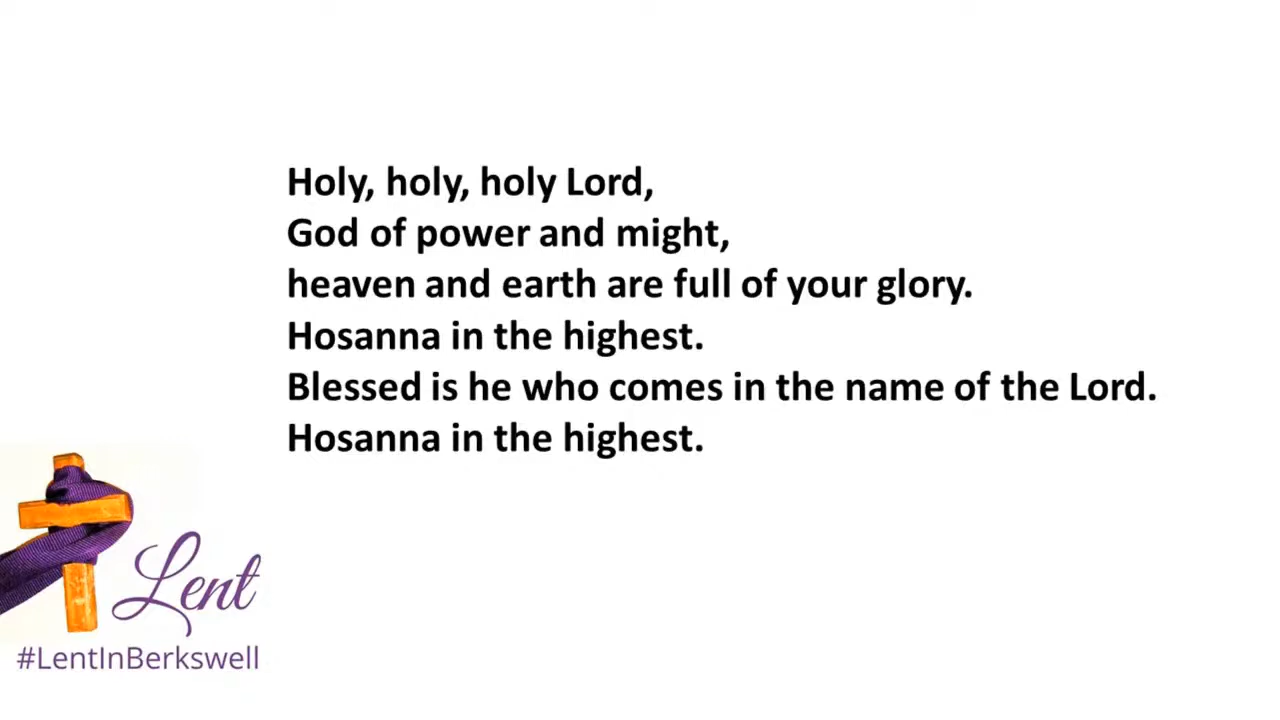 Holy, holy, holy Lord,
God of power and might,
heaven and earth are full of your glory.
Hosanna in the highest.
Blessed is he who comes in the name of the Lord.
Hosanna in the highest.
Lent
#LentInBerkswell